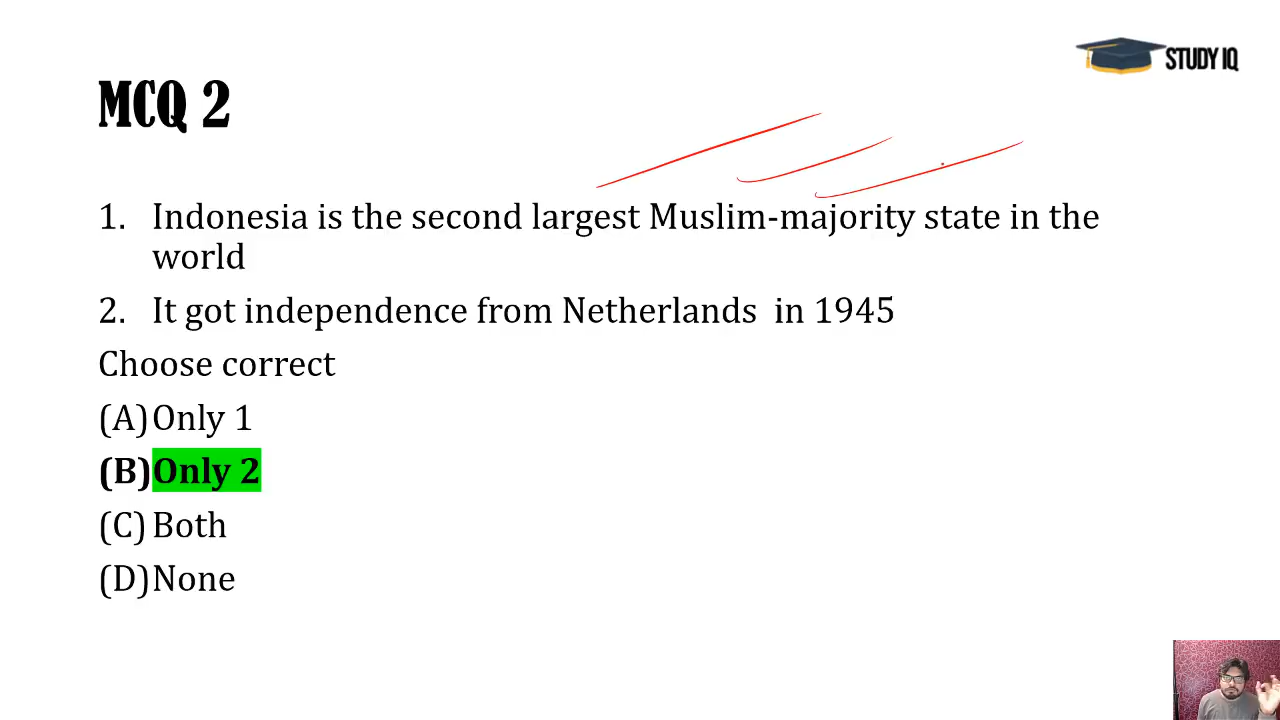 STUDY IQ
MCQ 2
1. Indonesia is the second largest Muslim-majority state in the
world
2. It got independence from Netherlands in 1945
Choose correct
(A) Only 1
(B) Only 2
(C) Both
(D) None